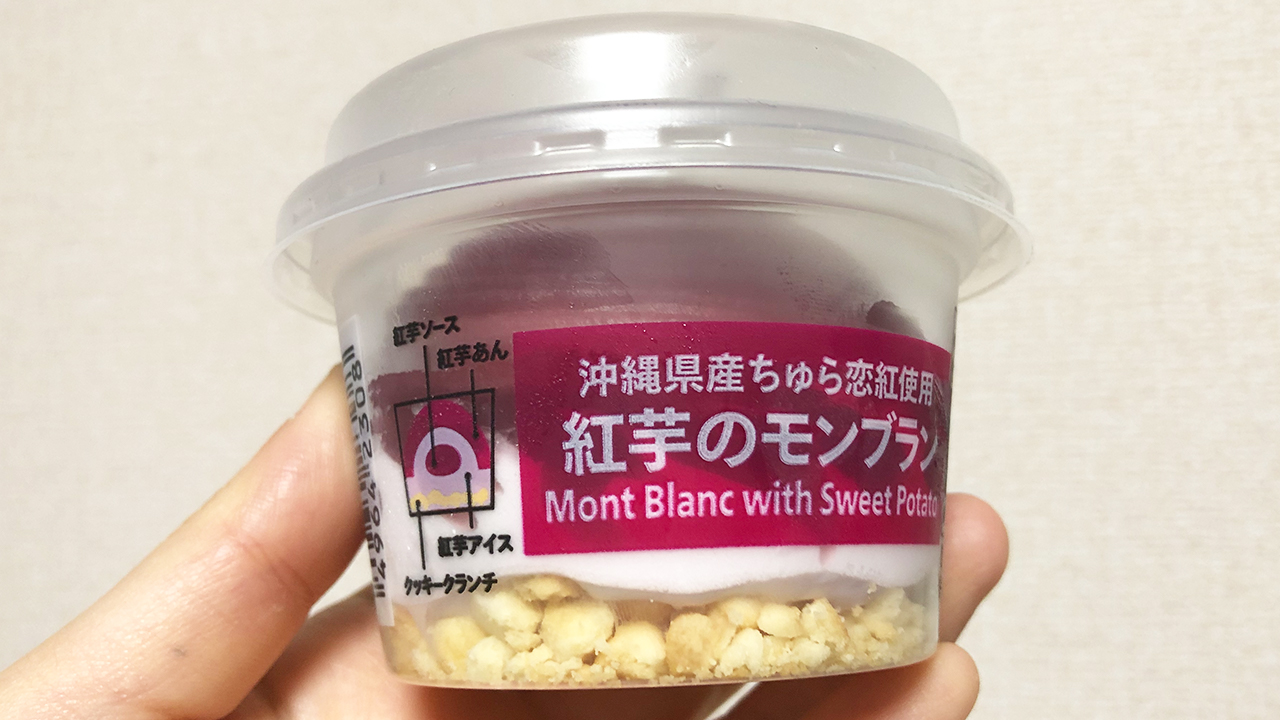 紅芋ソース
紅芋あん
紅芋アイス
クッキークランチ
沖縄県産ちゅら恋紅使用
紅芋のモンブラン
Mont Blanc with Sweet Potato
4964 2308